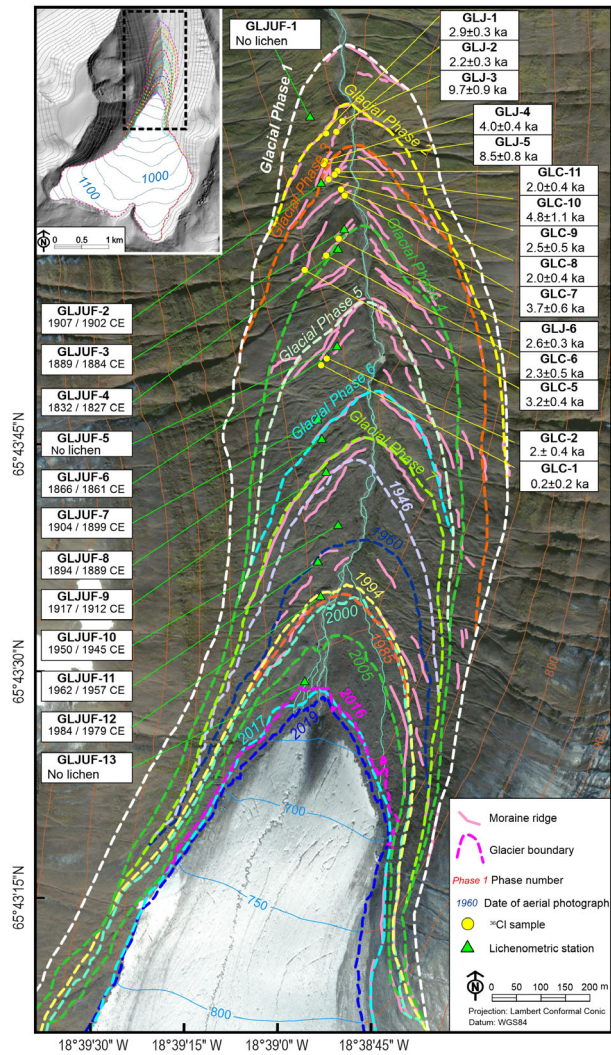 GLJUF-1
No lichen
GLJ-1
2.9±0.3 ka
GLJ-2
2.2±0.3 ka
GLJ-3
9.7±0.9 ka
GLJ-4
4.0±0.4 ka
GLJ-5
8.5±0.8 ka
GLC-11
2.0±0.4 ka
GLC-10
4.8±1.1 ka
GLC-9
2.5±0.5 ka
GLC-8
2.0±0.4 ka
GLC-7
3.7±0.6 ka
GLJ-6
2.6±0.3 ka
GLC-6
2.3±0.5 ka
GLC-5
3.2±0.4 ka
GLC-2
2.± 0.4 ka
GLC-1
0.2±0.2 ka
1100
1000
N
0 0.5 1 km
Glacial Phase 1
Glacial Phase 2
Glacial Phase 3
Glacial Phase 4
Glacial Phase 5
Glacial Phase 6
Glacial Phase
1946
1960
1994
2000
1985
2005
2016
2017
2019
GLJUF-2
1907 / 1902 CE
GLJUF-3
1889 / 1884 CE
GLJUF-4
1832 / 1827 CE
GLJUF-5
No lichen
GLJUF-6
1866 / 1861 CE
GLJUF-7
1904 / 1899 CE
GLJUF-8
1894 / 1889 CE
GLJUF-9
1917 / 1912 CE
GLJUF-10
1950 / 1945 CE
GLJUF-11
1962 / 1957 CE
GLJUF-12
1984 / 1979 CE
GLJUF-13
No lichen
700
750
800
800
65°43'45"N
65°43'30"N
65°43'15"N
18°39'30" W
18°39'15" W
18°39'0" W
18°38'45" W
Moraine ridge
Glacier boundary
Phase 1 Phase number
1960 Date of aerial photograph
³⁶Cl sample
Lichenometric station
N
0 50 100 150 200 m
Projection: Lambert Conformal Conic
Datum: WGS84